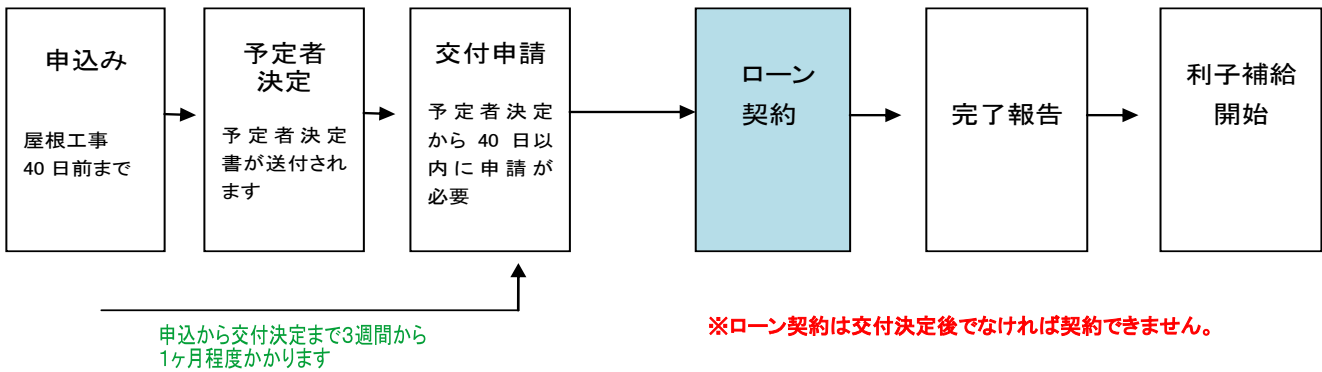 申込み
屋根工事
40 日前まで
予定者
決定
予定者決定
書が送付され
ます
交付申請
予定者決定
から 40 日以
内に申請が
必要
ローン
契約
完了報告
利子補給
開始
申込から交付決定まで3週間から
1ヶ月程度かかります
※ローン契約は交付決定後でなければ契約できません。